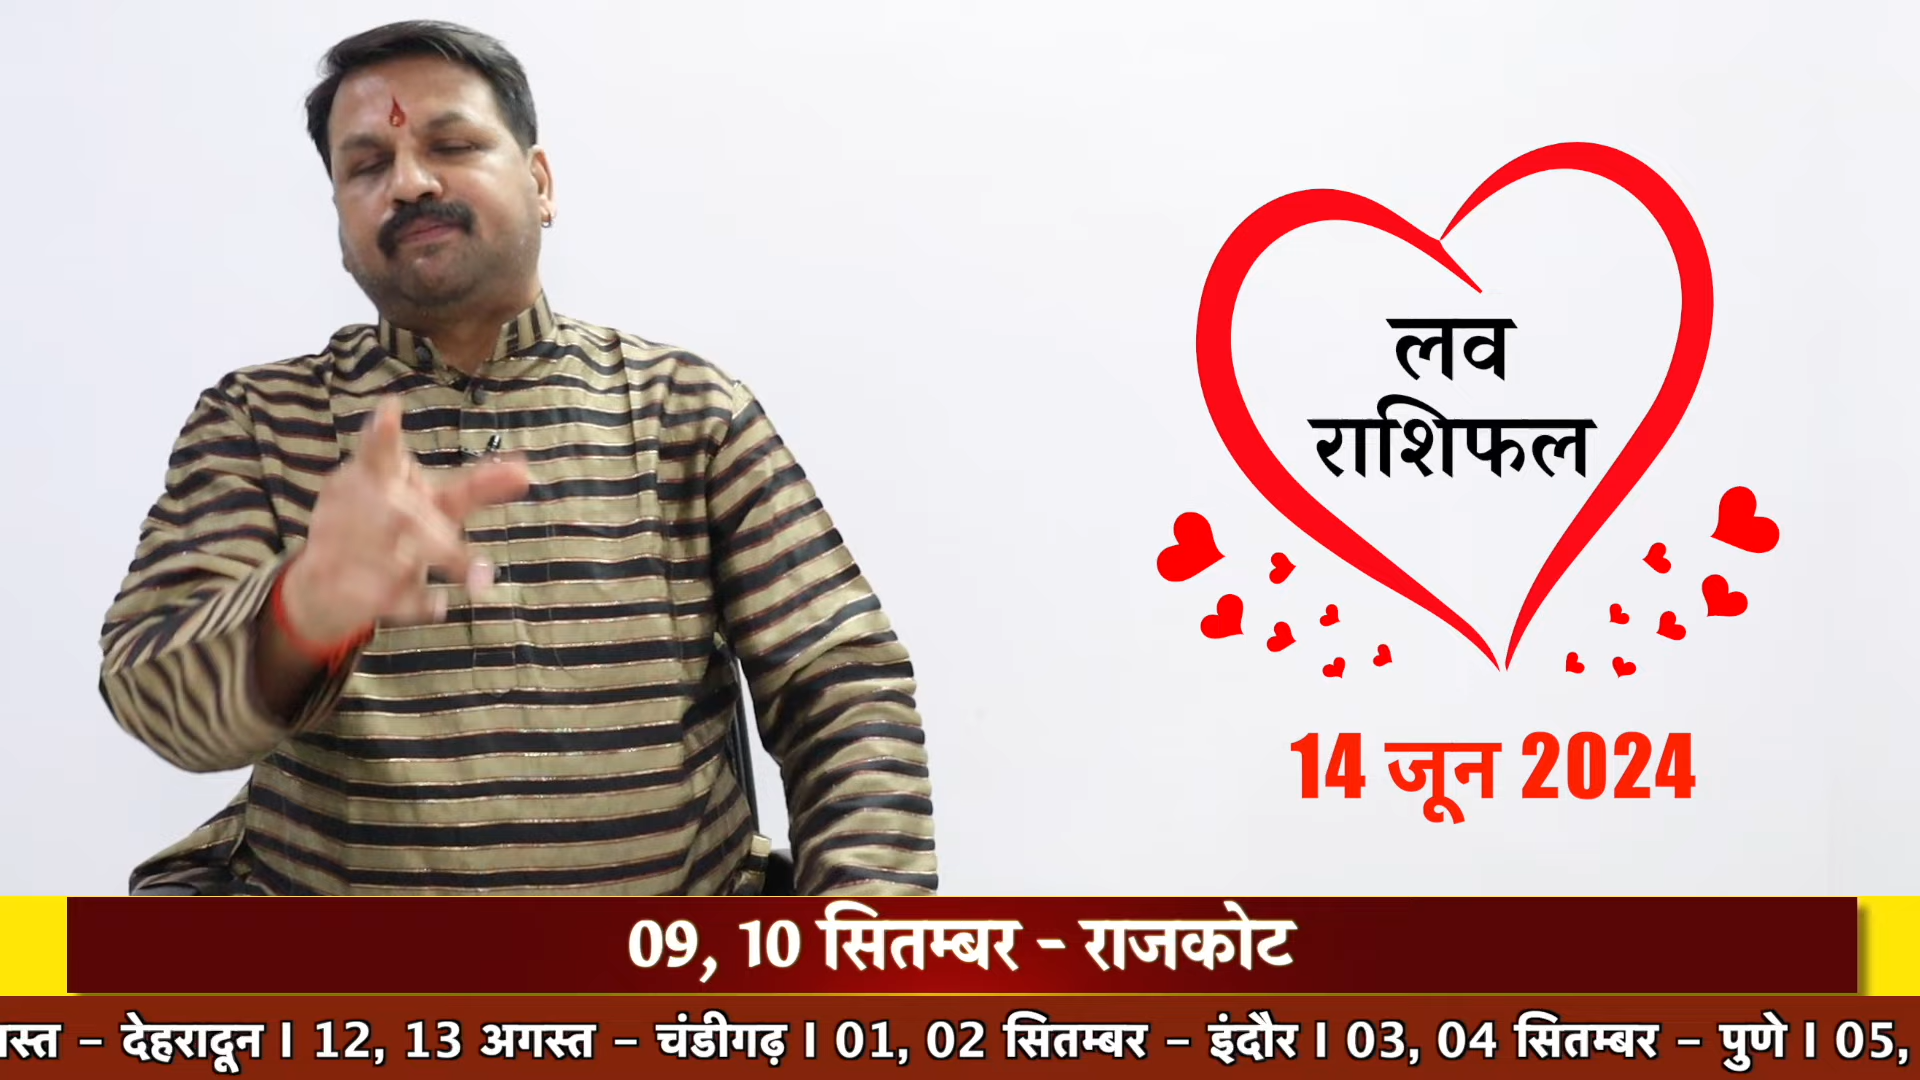 लव
राशिफल
14 जून 2024
09, 10 सितम्बर - राजकोट
– देहरादून । 12, 13 अगस्त – चंडीगढ़ । 01, 02 सितम्बर – इंदौर । 03, 04 सितम्बर – पुणे । 05,